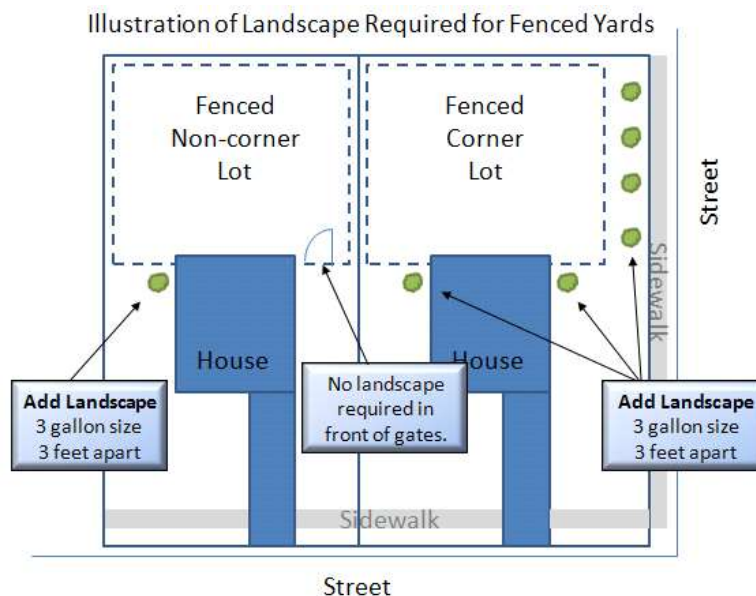 Illustration of Landscape Required for Fenced Yards
Fenced
Non-corner
Lot
Fenced
Corner
Lot
Street
Sidewalk
House
House
Add Landscape
3 gallon size
3 feet apart
No landscape
required in
front of gates.
Add Landscape
3 gallon size
3 feet apart
Sidewalk
Street